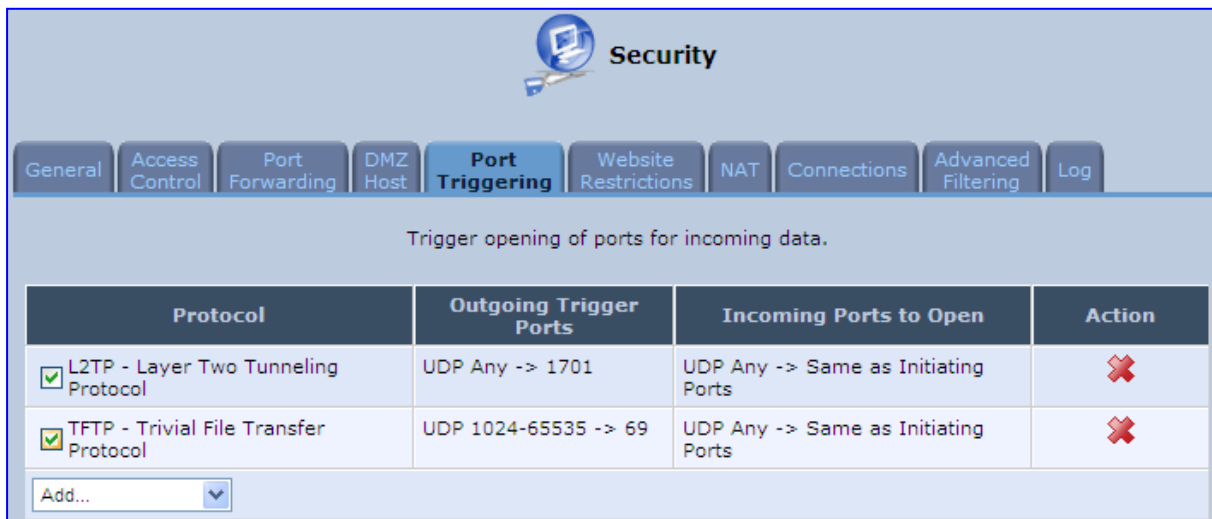 Security
General
Access
Control
Port
Forwarding
DMZ
Host
Port
Triggering
Website
Restrictions
NAT
Connections
Advanced
Filtering
Log
Trigger opening of ports for incoming data.
Protocol
Outgoing Trigger
Ports
Incoming Ports to Open
Action
L2TP - Layer Two Tunneling
Protocol
UDP Any -> 1701
UDP Any -> Same as Initiating
Ports
TFTP - Trivial File Transfer
Protocol
UDP 1024-65535 -> 69
UDP Any -> Same as Initiating
Ports
Add...